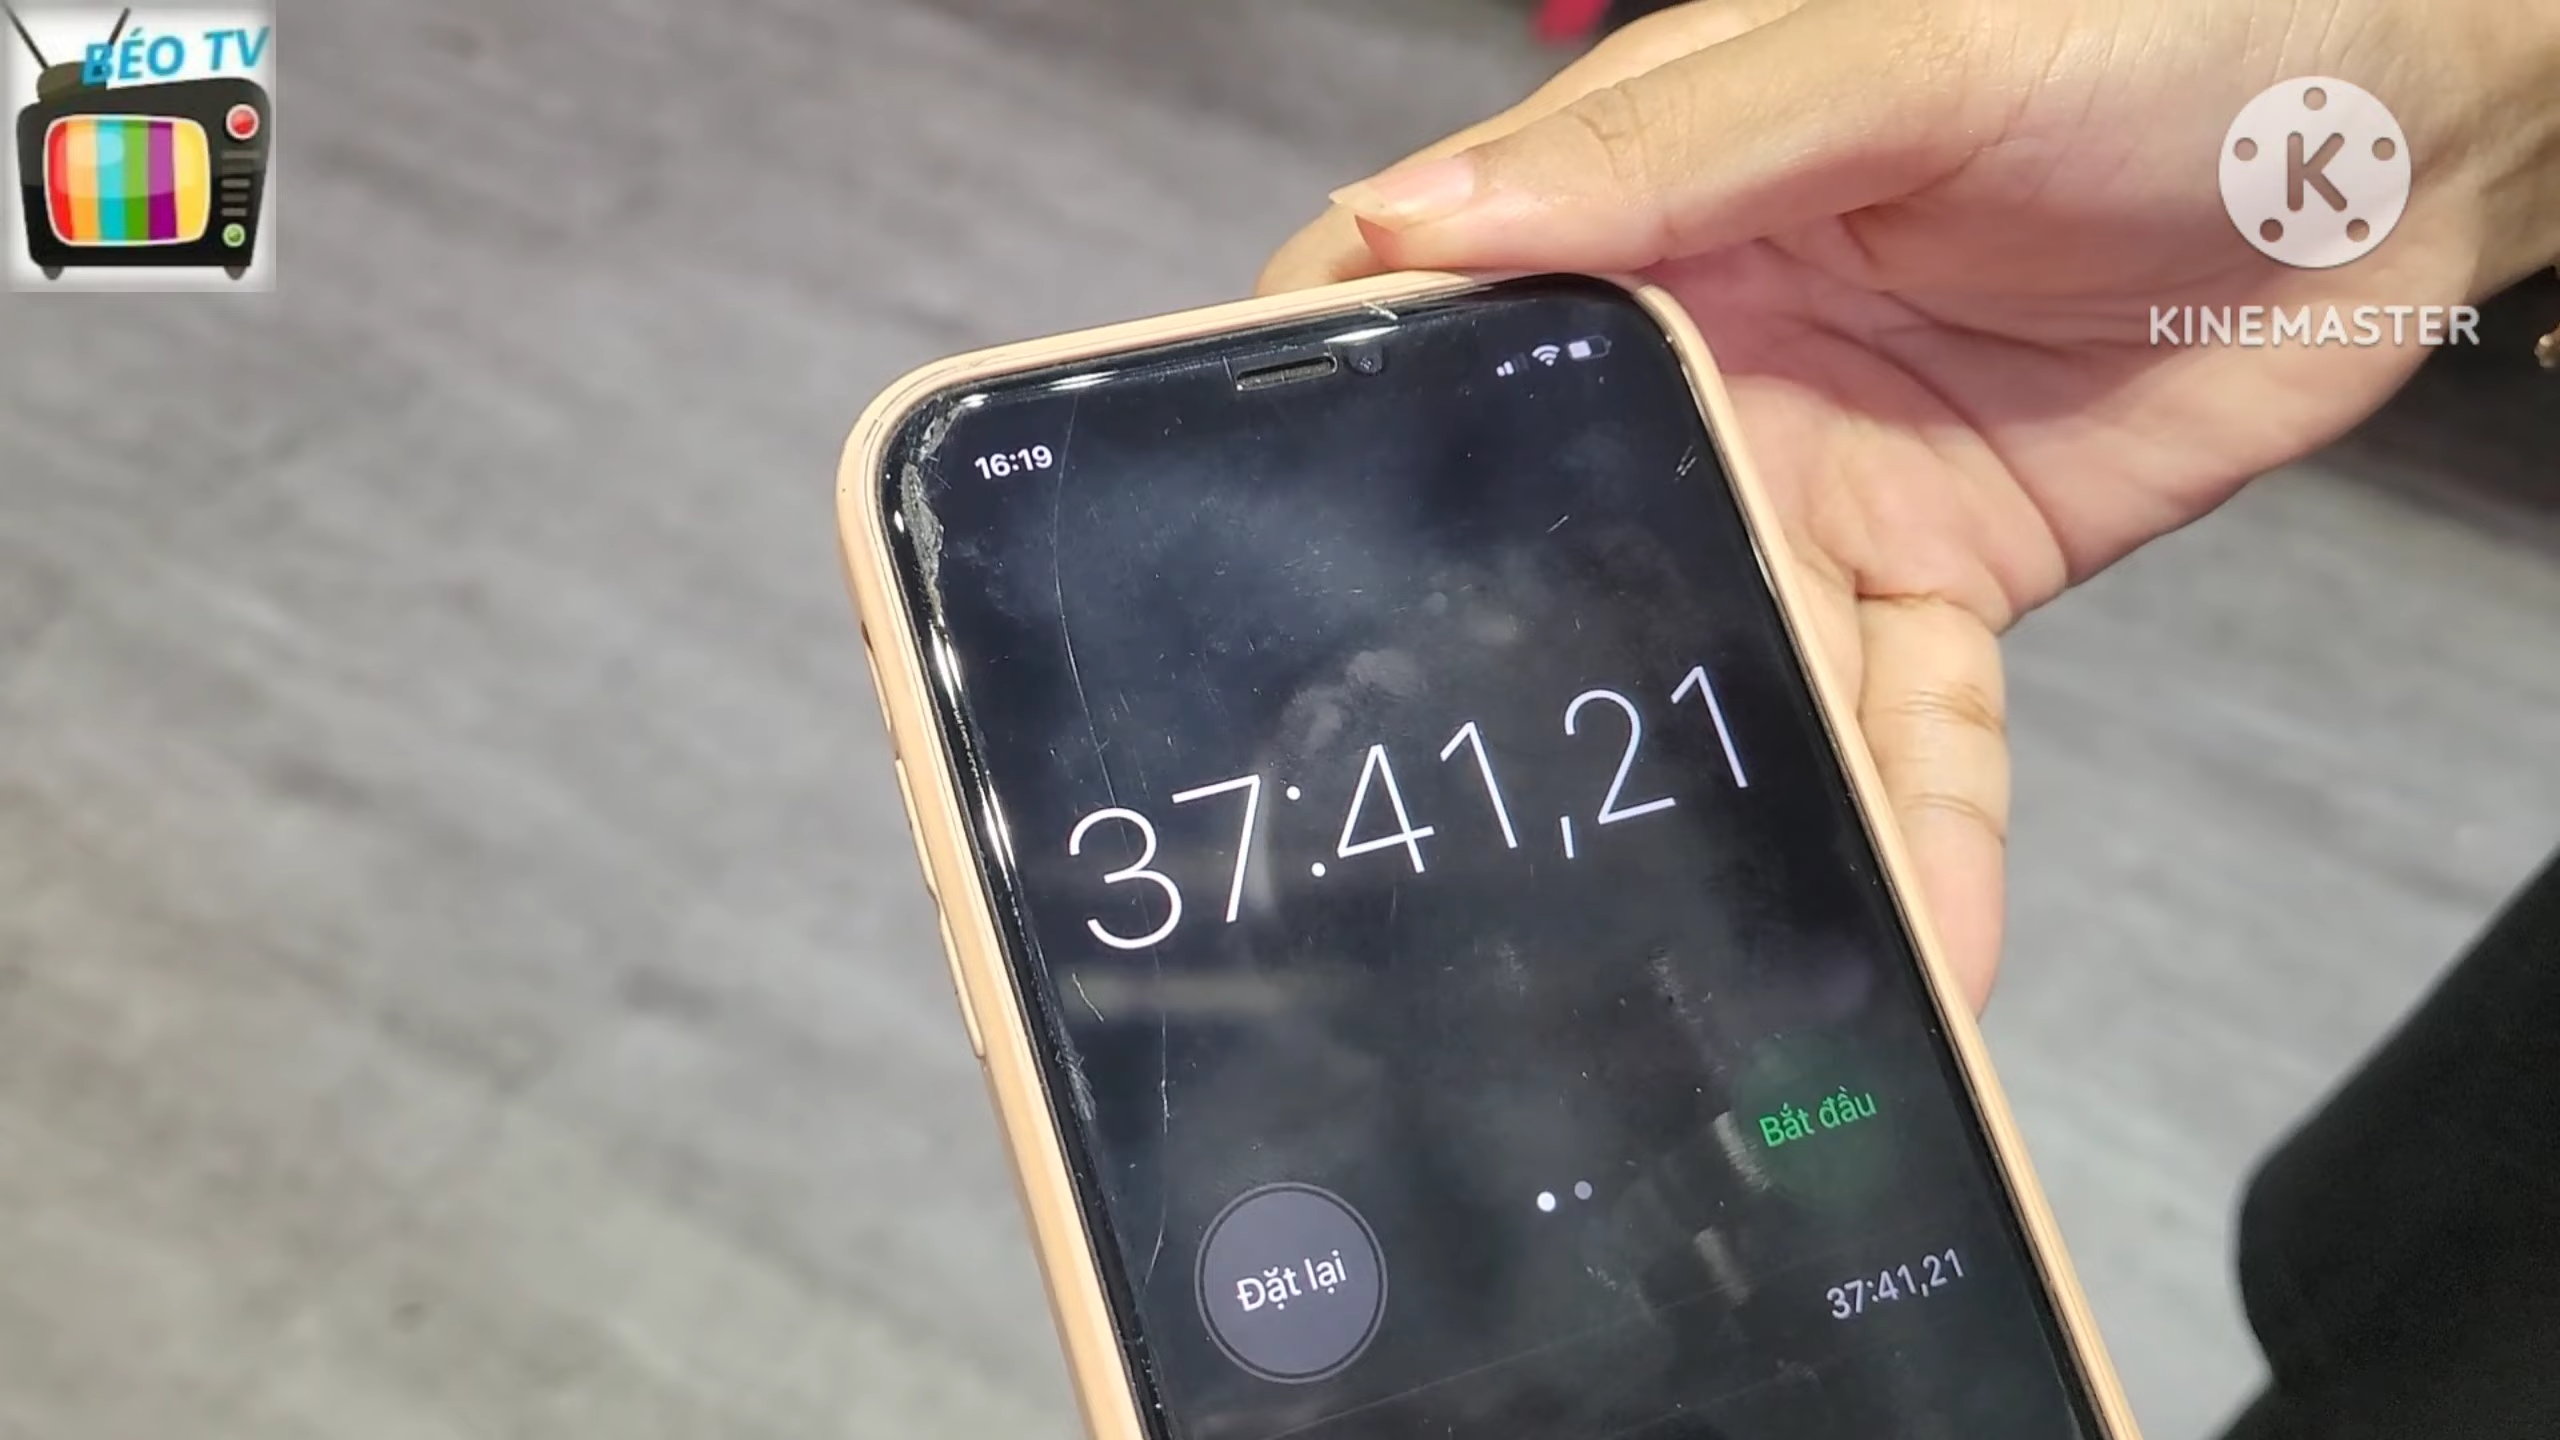 BÉO TV
K
KINEMASTER
16:19
37:41,21
Bắt đầu
Đặt lại
37:41,21